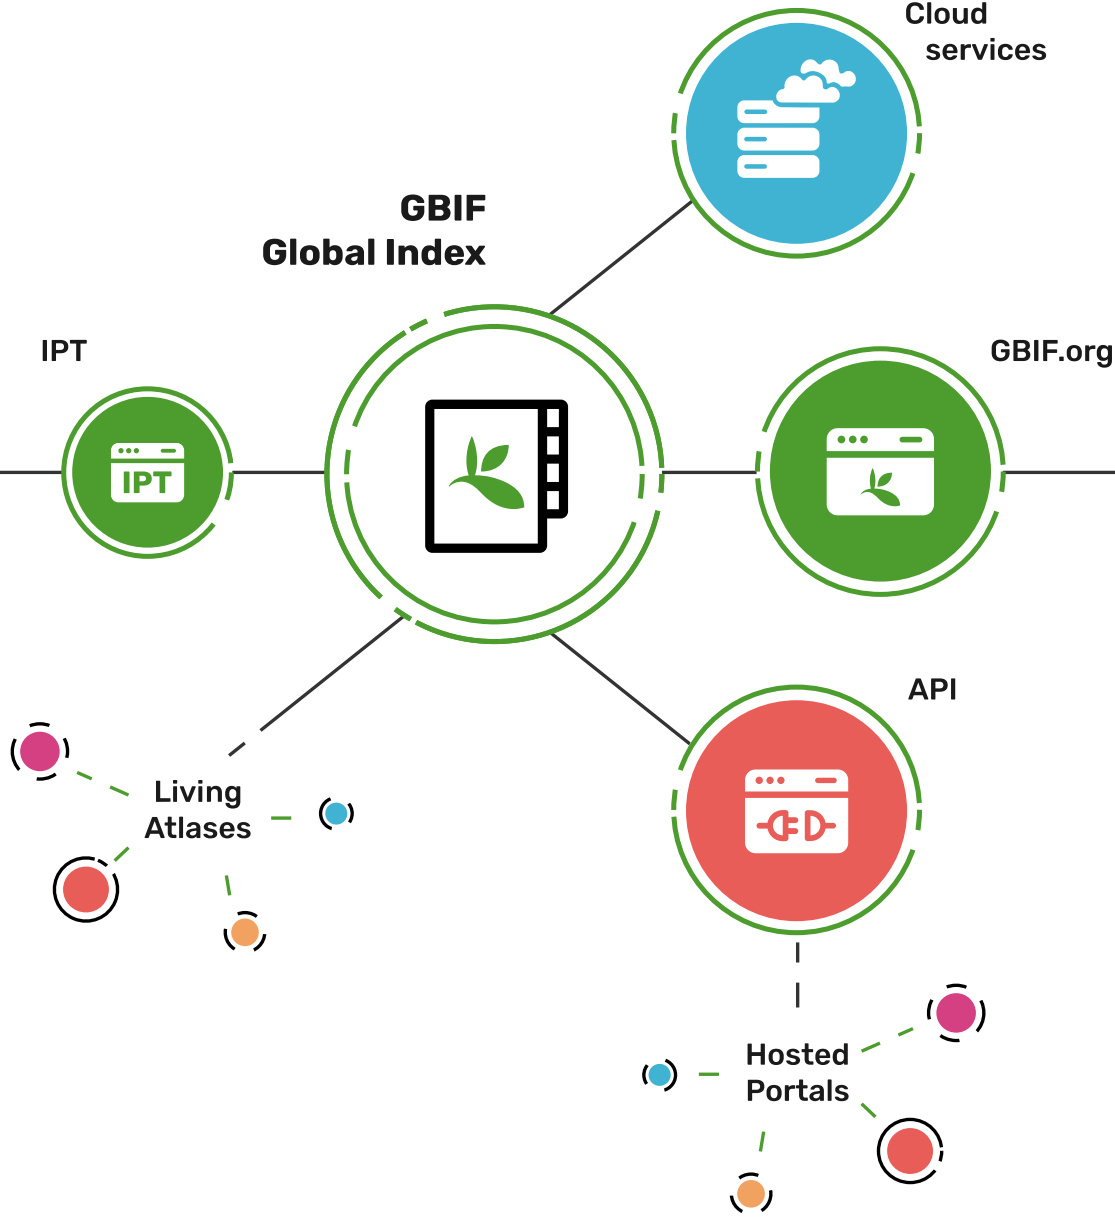 Cloud
services
GBIF
Global Index
IPT
GBIF.org
IPT
API
Living
Atlases
Hosted
Portals